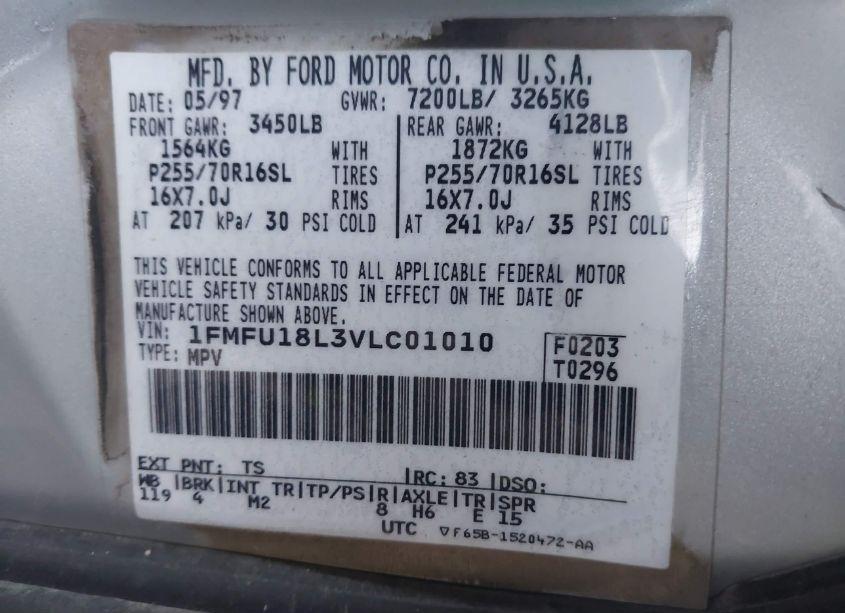 MFD. BY FORD MOTOR CO. IN U.S.A.
DATE: 05/97 GVWR: 7200LB/ 3265KG
FRONT GAWR: 3450LB REAR GAWR: 4128LB
1564KG WITH 1872KG WITH
P255/70R16SL TIRES P255/70R16SL TIRES
16X7.0J RIMS 16X7.0J RIMS
AT 207 kPa/ 30 PSI COLD AT 241 kPa/ 35 PSI COLD
THIS VEHICLE CONFORMS TO ALL APPLICABLE FEDERAL MOTOR
VEHICLE SAFETY STANDARDS IN EFFECT ON THE DATE OF
MANUFACTURE SHOWN ABOVE.
VIN: 1FMFU18L3VLC01010 F0203
TYPE: MPV T0296
EXT PNT: TS RC: 83 DSO:
WB BRK INT TR TP/PS R AXLE TR SPR
119 4 M2 8 H6 E 15
UTC ▽F65B-1520472-AA